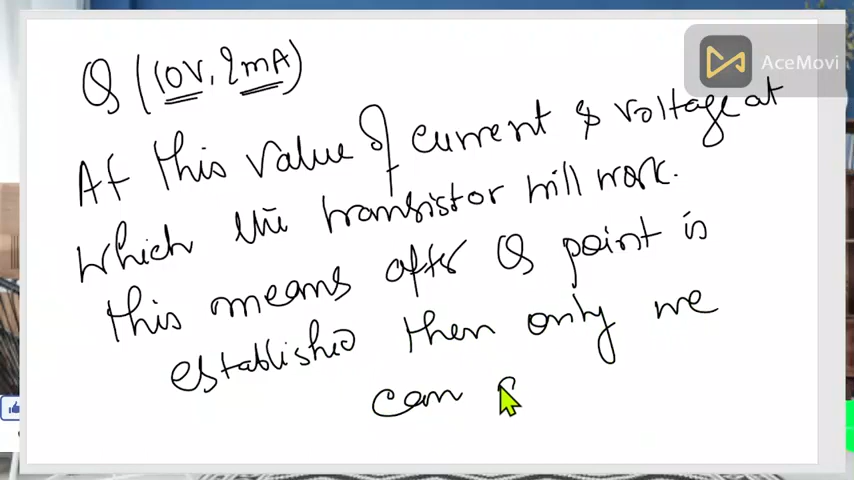 Q (10V, 2mA)
AceMovi
At this value of current & voltage at
which the transistor will work.
this means after Q point is
established then only we
can